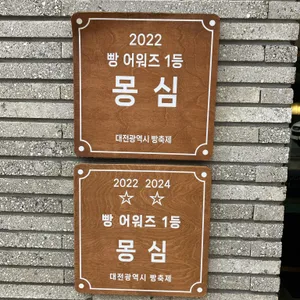 2022
빵 어워즈 1등
몽 심
대전광역시 빵축제
2022 2024
☆ ☆
빵 어워즈 1등
몽 심
대전광역시 빵축제